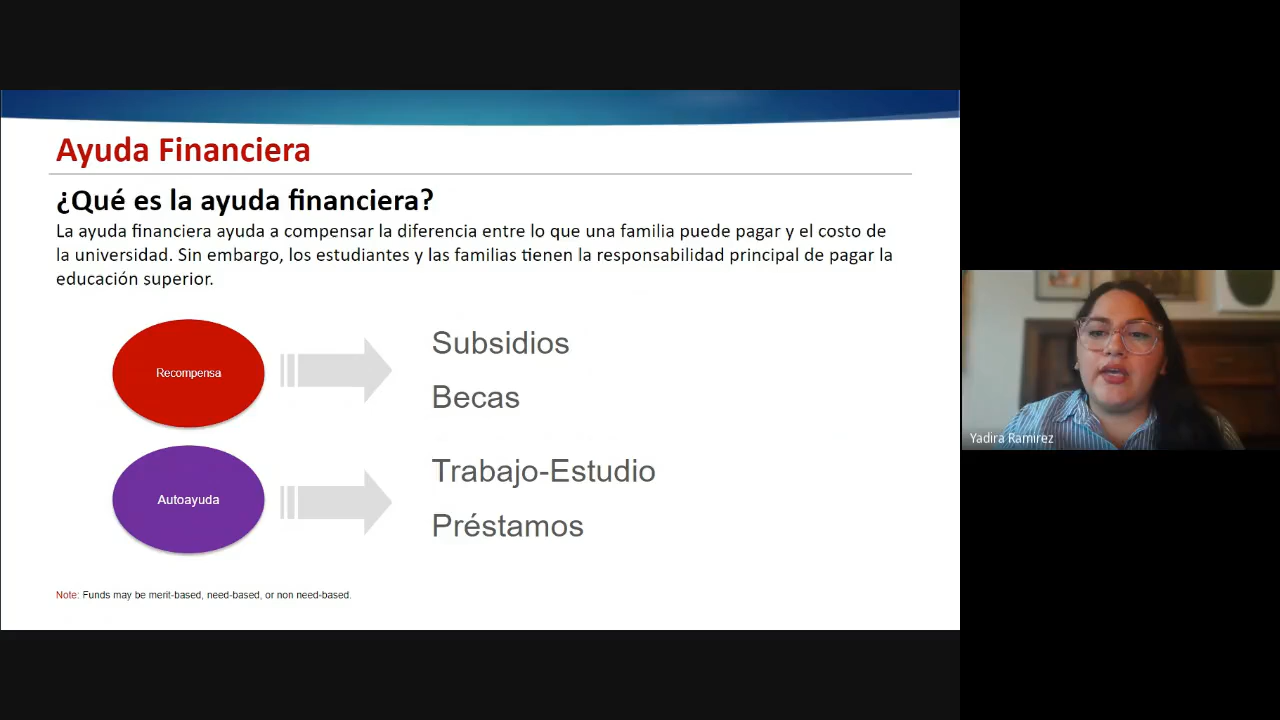 Ayuda Financiera
¿Qué es la ayuda financiera?
La ayuda financiera ayuda a compensar la diferencia entre lo que una familia puede pagar y el costo de
la universidad. Sin embargo, los estudiantes y las familias tienen la responsabilidad principal de pagar la
educación superior.
Recompensa
Subsidios
Becas
Autoayuda
Trabajo-Estudio
Préstamos
Note: Funds may be merit-based, need-based, or non need-based.
Yadira Ramirez